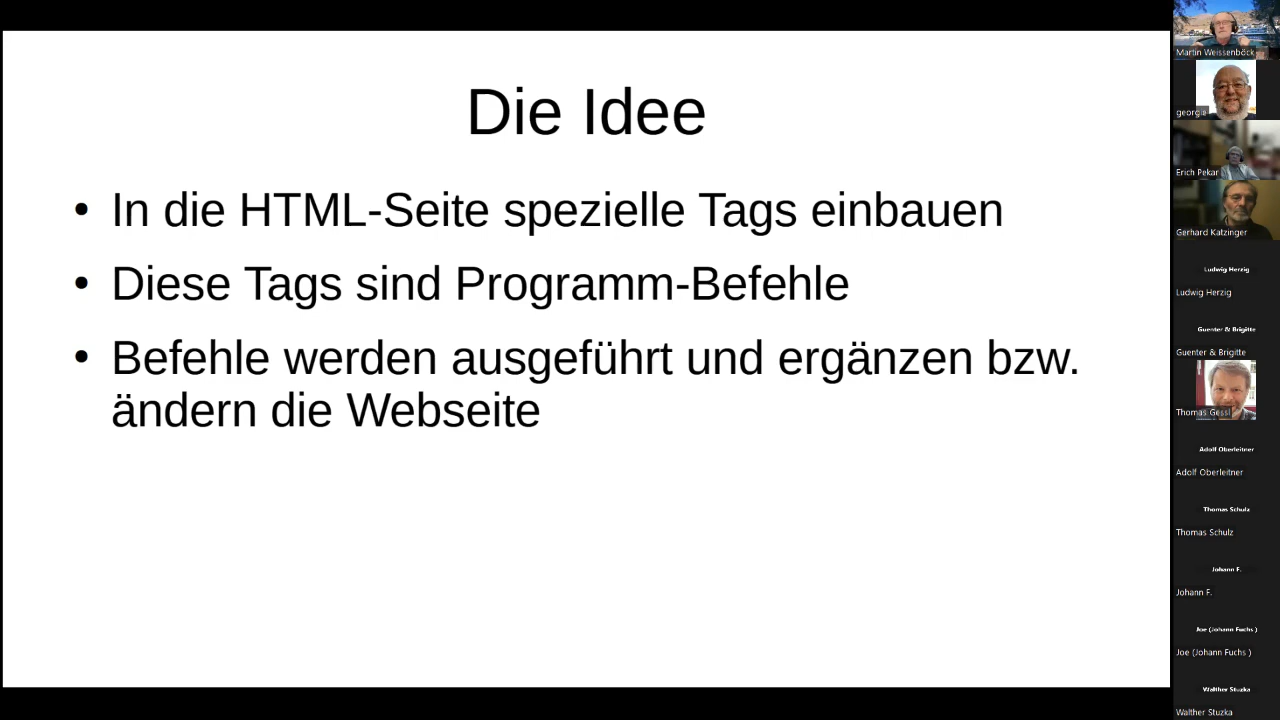 Die Idee
• In die HTML-Seite spezielle Tags einbauen
• Diese Tags sind Programm-Befehle
• Befehle werden ausgeführt und ergänzen bzw.
ändern die Webseite
Martin Weissenböck
georgie
Erich Pekar
Gerhard Katzinger
Ludwig Herzig
Ludwig Herzig
Guenter & Brigitte
Guenter & Brigitte
Thomas Gessl
Adolf Oberleitner
Adolf Oberleitner
Thomas Schulz
Thomas Schulz
Johann F.
Johann F.
Joe (Johann Fuchs )
Joe (Johann Fuchs )
Walther Stuzka
Walther Stuzka